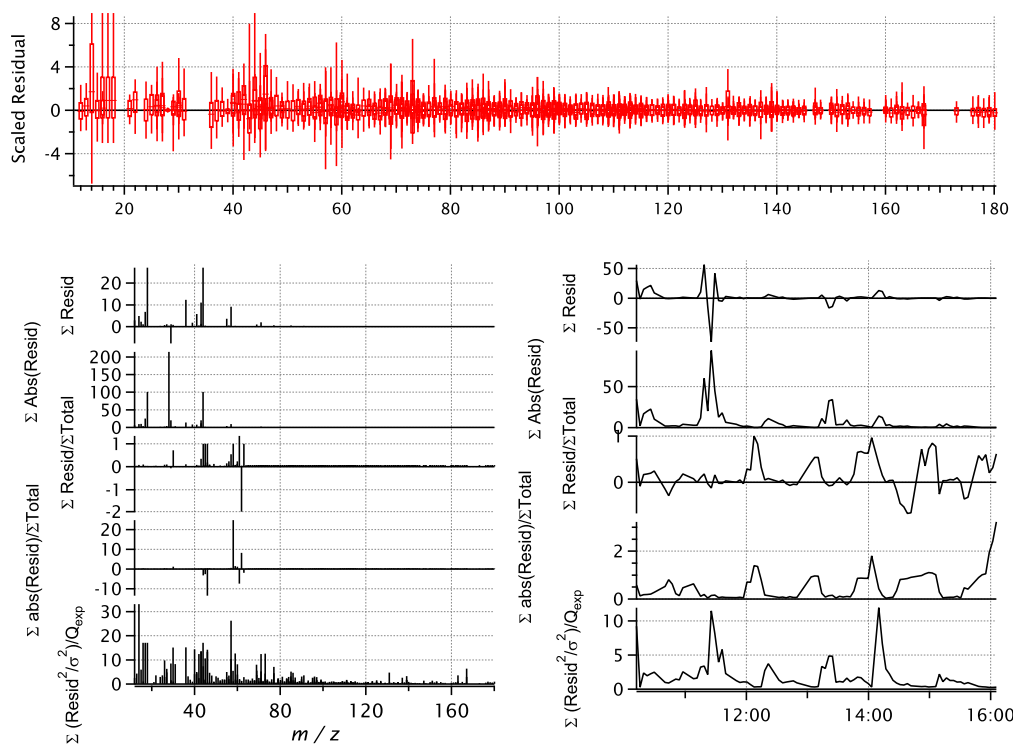 Scaled Residual
8
4
0
-4
20 40 60 80 100 120 140 160 180
Σ Resid
20
10
0
Σ Abs(Resid)
200
150
100
50
0
Σ Resid/ΣTotal
1
0
-1
-2
Σ abs(Resid)/ΣTotal
20
10
0
-10
Σ (Resid²/σ²)/Qexp
30
20
10
0
40 80 120 160
m / z
Σ Resid
50
0
-50
Σ Abs(Resid)
50
0
Σ Resid/ΣTotal
1
0
Σ abs(Resid)/ΣTotal
2
0
Σ (Resid²/σ²)/Qexp
10
5
0
12:00 14:00 16:00